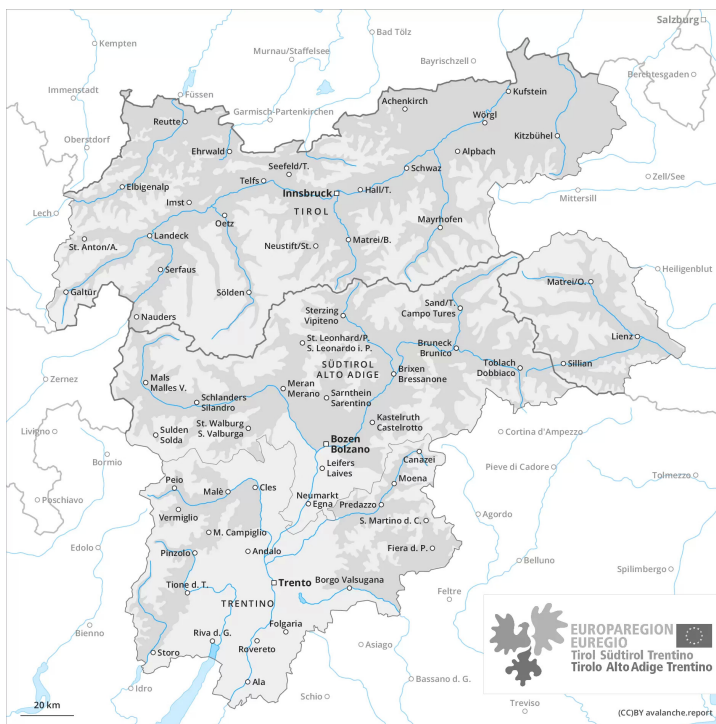 Salzburg
Kempten
Bad Tölz
Murnau/Staffelsee
Bayrischzell
Berchtesgaden
Immenstadt
Füssen
Kufstein
Achenkirch
Garmisch-Partenkirchen
Reutte
Wörgl
Oberstdorf
Kitzbühel
Ehrwald
Alpbach
Seefeld/T.
Schwaz
Telfs
Zell/See
Elbigenalp
Innsbruck
Hall/T.
Mittersill
Imst
TIROL
Lech
Oetz
Mayrhofen
Landeck
St. Anton/A.
Neustift/St.
Matrei/B.
Serfaus
Heiligenblut
Matrei/O.
Galtür
Sölden
Nauders
Sterzing
Vipiteno
Sand/T.
Campo Tures
Lienz
St. Leonhard/P.
S. Leonardo i. P.
Bruneck
Brunico
SÜDTIROL
ALTO ADIGE
Toblach
Dobbiaco
Sillian
Brixen
Bressanone
Zernez
Mals
Malles V.
Meran
Merano
Schlanders
Silandro
Sarnthein
Sarentino
St. Walburg
S. Valburga
Kastelruth
Castelrotto
Livigno
Sulden
Solda
Cortina d'Ampezzo
Bozen
Bolzano
Bormio
Canazei
Leifers
Laives
Pieve di Cadore
Tolmezzo
Peio
Moena
Malè
Cles
Poschiavo
Neumarkt
Egna
Predazzo
Vermiglio
Agordo
S. Martino d. C.
M. Campiglio
Edolo
Pinzolo
Andalo
Fiera d. P.
Belluno
Spilimbergo
Tione d. T.
Trento
Borgo Valsugana
Feltre
TRENTINO
Bienno
Folgaria
Riva d. G.
Rovereto
Asiago
Storo
Ala
Bassano d. G.
Idro
Schio
Treviso
EUROPAREGION
EUREGIO
Tirol Südtirol Trentino
Tirolo Alto Adige Trentino
20 km
(CC)BY avalanche.report